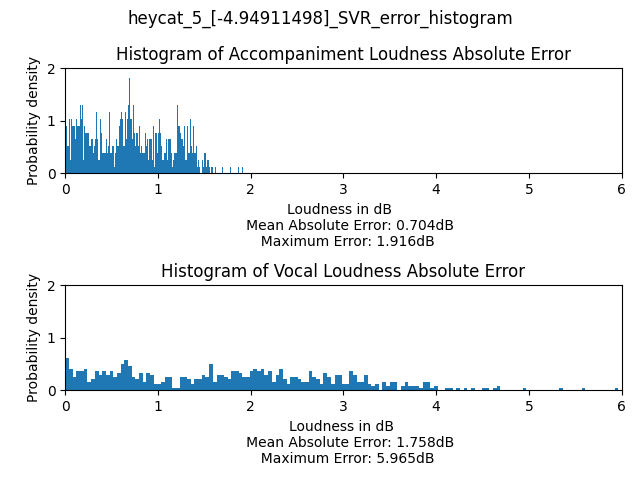 heycat_5_[-4.94911498]_SVR_error_histogram
Histogram of Accompaniment Loudness Absolute Error
Probability density
2
1
0
0 1 2 3 4 5 6
Loudness in dB
Mean Absolute Error: 0.704dB
Maximum Error: 1.916dB
Histogram of Vocal Loudness Absolute Error
Probability density
2
1
0
0 1 2 3 4 5 6
Loudness in dB
Mean Absolute Error: 1.758dB
Maximum Error: 5.965dB